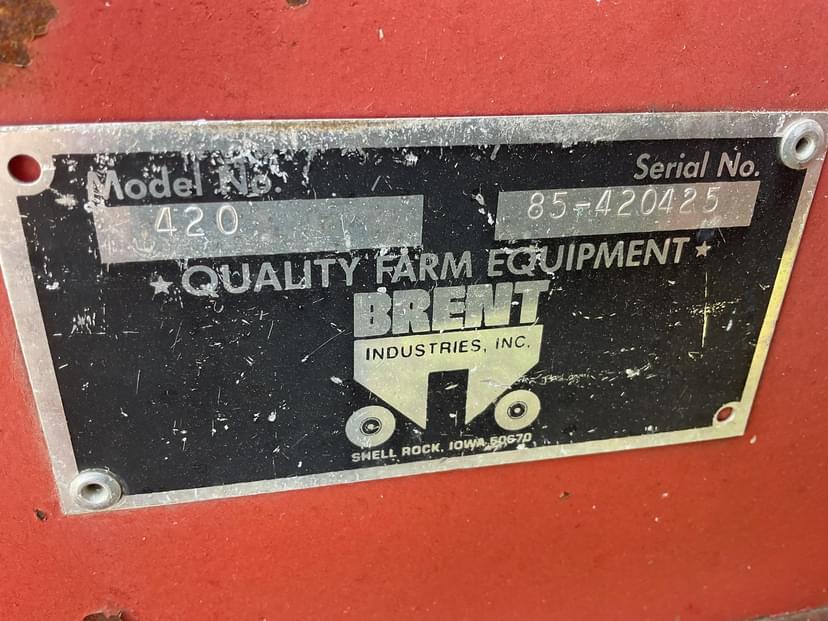 Model No.
420
Serial No.
85-420425
★QUALITY FARM EQUIPMENT★
BRENT
INDUSTRIES, INC.
SHELL ROCK, IOWA 50670